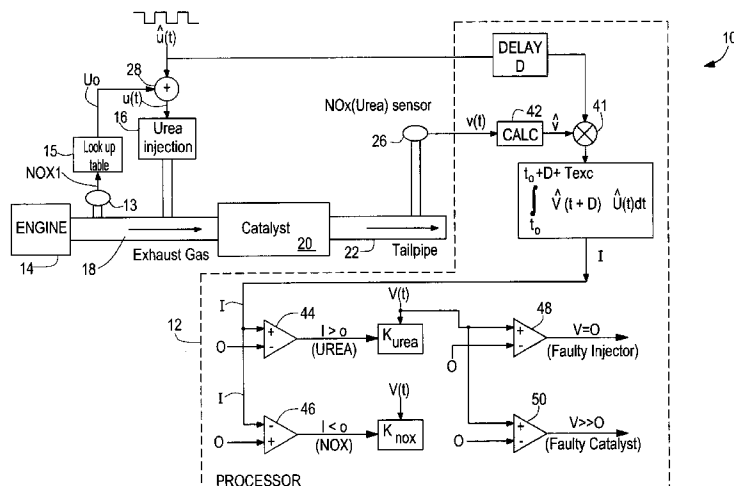 û(t)
10
DELAY
D
Uo
28
+
u(t)
NOx(Urea) sensor
16
Urea
injection
15
Look up
table
NOX1
13
26
v(t)
42
CALC
v̂
41
t₀+D+ Texc
∫ V̂ (t + D) Û(t)dt
t₀
ENGINE
14
18
Exhaust Gas
Catalyst
20
22
Tailpipe
I
12
I
44
+
-
O
I > o
(UREA)
V(t)
K urea
48
+
-
O
V=O
(Faulty Injector)
I
46
-
+
O
I < o
(NOX)
V(t)
K nox
50
+
-
O
V>>O
(Faulty Catalyst)
PROCESSOR